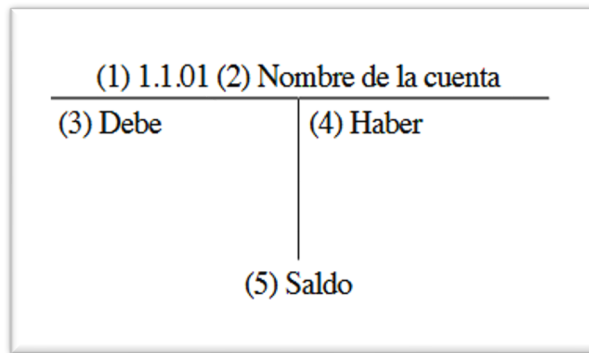 (1) 1.1.01 (2) Nombre de la cuenta
(3) Debe (4) Haber
(5) Saldo